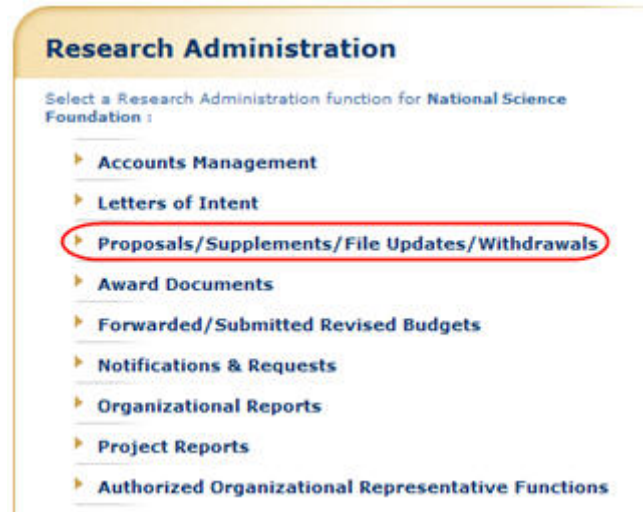 Research Administration
Select a Research Administration function for National Science
Foundation :
Accounts Management
Letters of Intent
Proposals/Supplements/File Updates/Withdrawals
Award Documents
Forwarded/Submitted Revised Budgets
Notifications & Requests
Organizational Reports
Project Reports
Authorized Organizational Representative Functions